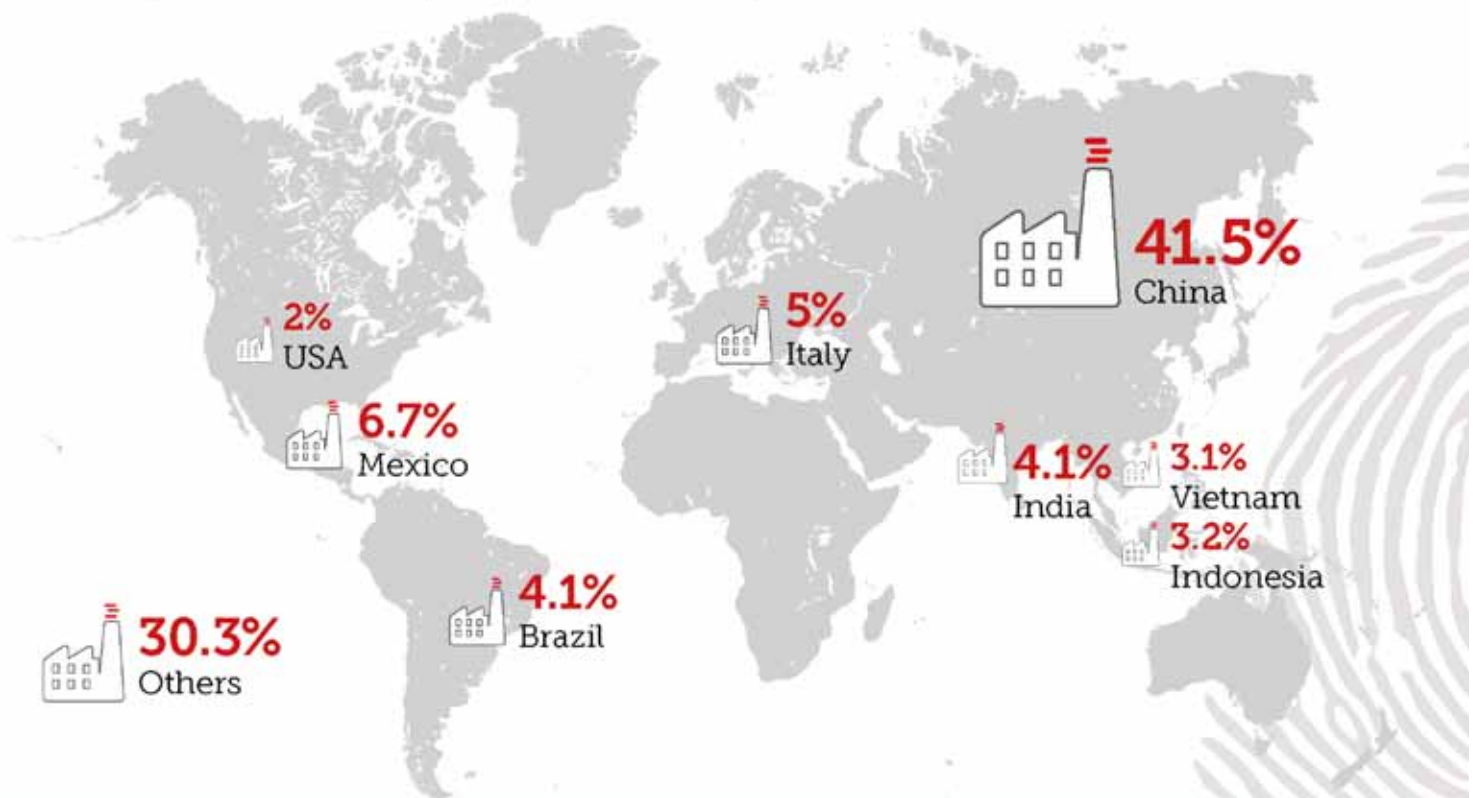 41.5%
China
2%
USA
5%
Italy
6.7%
Mexico
4.1%
India
3.1%
Vietnam
3.2%
Indonesia
4.1%
Brazil
30.3%
Others